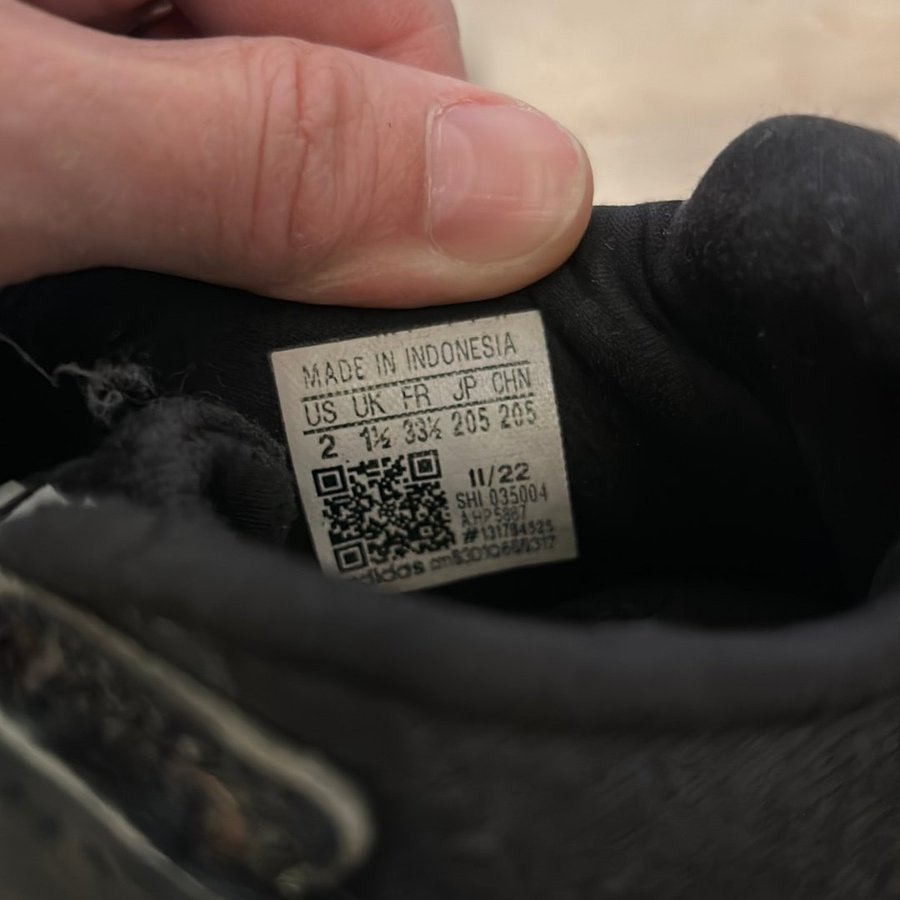 MADE IN INDONESIA
US UK FR JP CHN
2 1½ 33½ 205 205
11/22
SHI 035004
#131784525
adidas